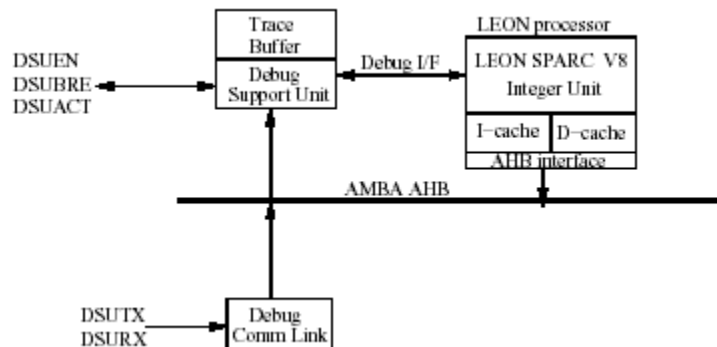 LEON processor
Trace
Buffer
DSUEN
DSUBRE
DSUACT
Debug
Support Unit
Debug I/F
LEON SPARC V8
Integer Unit
I-cache
D-cache
AHB interface
AMBA AHB
DSUTX
DSURX
Debug
Comm Link